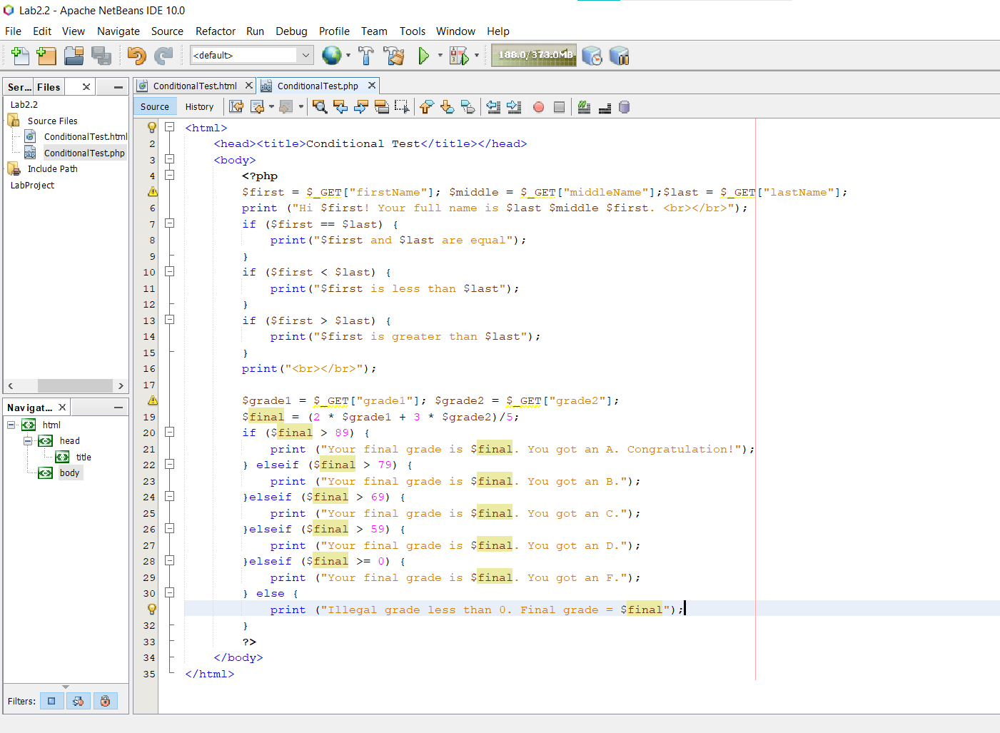 Lab2.2 - Apache NetBeans IDE 10.0
File Edit View Navigate Source Refactor Run Debug Profile Team Tools Window Help
<default> 188.0/373.0MB
Ser... Files
ConditionalTest.html ConditionalTest.php
Source History
Lab2.2
Source Files
ConditionalTest.html
ConditionalTest.php
Include Path
LabProject
Navigat...
html
head
title
body
Filters:
<html>
2 <head><title>Conditional Test</title></head>
3 <body>
4 <?php
$first = $_GET["firstName"]; $middle = $_GET["middleName"];$last = $_GET["lastName"];
6 print ("Hi $first! Your full name is $last $middle $first. <br></br>");
7 if ($first == $last) {
8 print("$first and $last are equal");
9 }
10 if ($first < $last) {
11 print("$first is less than $last");
12 }
13 if ($first > $last) {
14 print("$first is greater than $last");
15 }
16 print("<br></br>");
17
$grade1 = $_GET["grade1"]; $grade2 = $_GET["grade2"];
19 $final = (2 * $grade1 + 3 * $grade2)/5;
20 if ($final > 89) {
21 print ("Your final grade is $final. You got an A. Congratulation!");
22 } elseif ($final > 79) {
23 print ("Your final grade is $final. You got an B.");
24 }elseif ($final > 69) {
25 print ("Your final grade is $final. You got an C.");
26 }elseif ($final > 59) {
27 print ("Your final grade is $final. You got an D.");
28 }elseif ($final >= 0) {
29 print ("Your final grade is $final. You got an F.");
30 } else {
print ("Illegal grade less than 0. Final grade = $final");
32 }
33 ?>
34 </body>
35 </html>